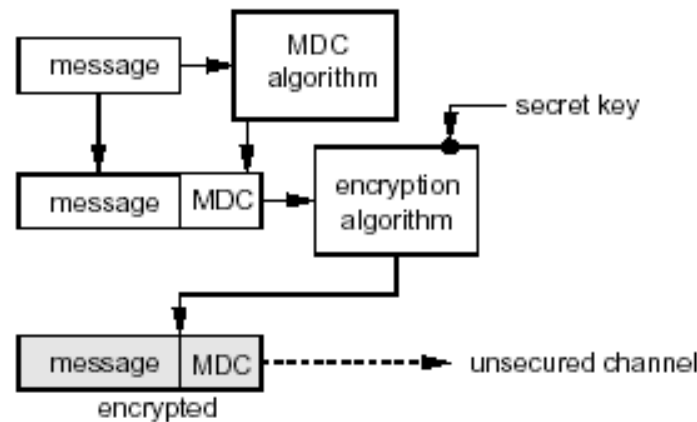 message
MDC
algorithm
secret key
message MDC
encryption
algorithm
message MDC
unsecured channel
encrypted